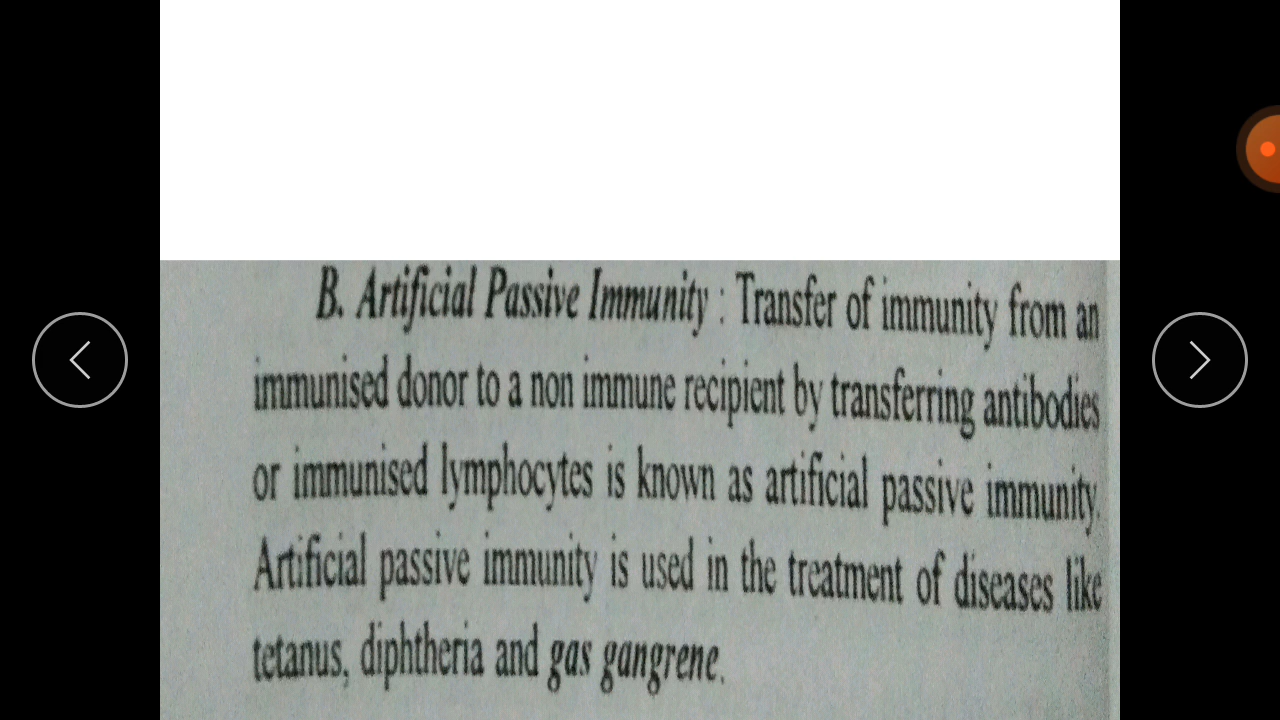 B. Artificial Passive Immunity : Transfer of immunity from an
immunised donor to a non immune recipient by transferring antibodies
or immunised lymphocytes is known as artificial passive immunity.
Artificial passive immunity is used in the treatment of diseases like
tetanus, diphtheria and gas gangrene.